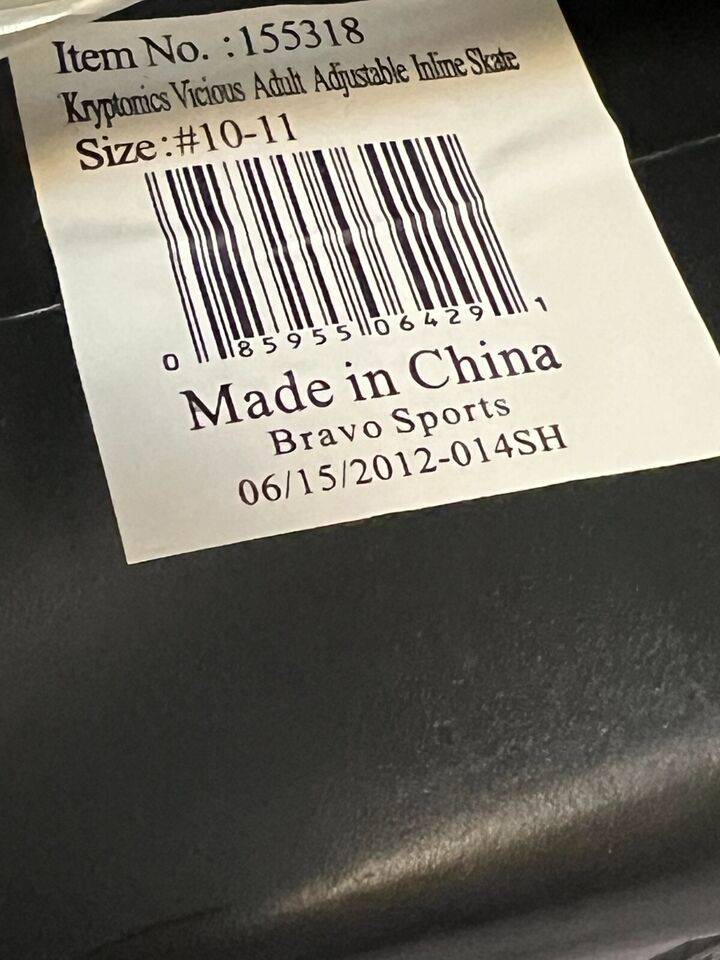 Item No. :155318
Kryptonics Vicious Adult Adjustable Inline Skate
Size:#10-11
0 85955 06429 1
Made in China
Bravo Sports
06/15/2012-014SH